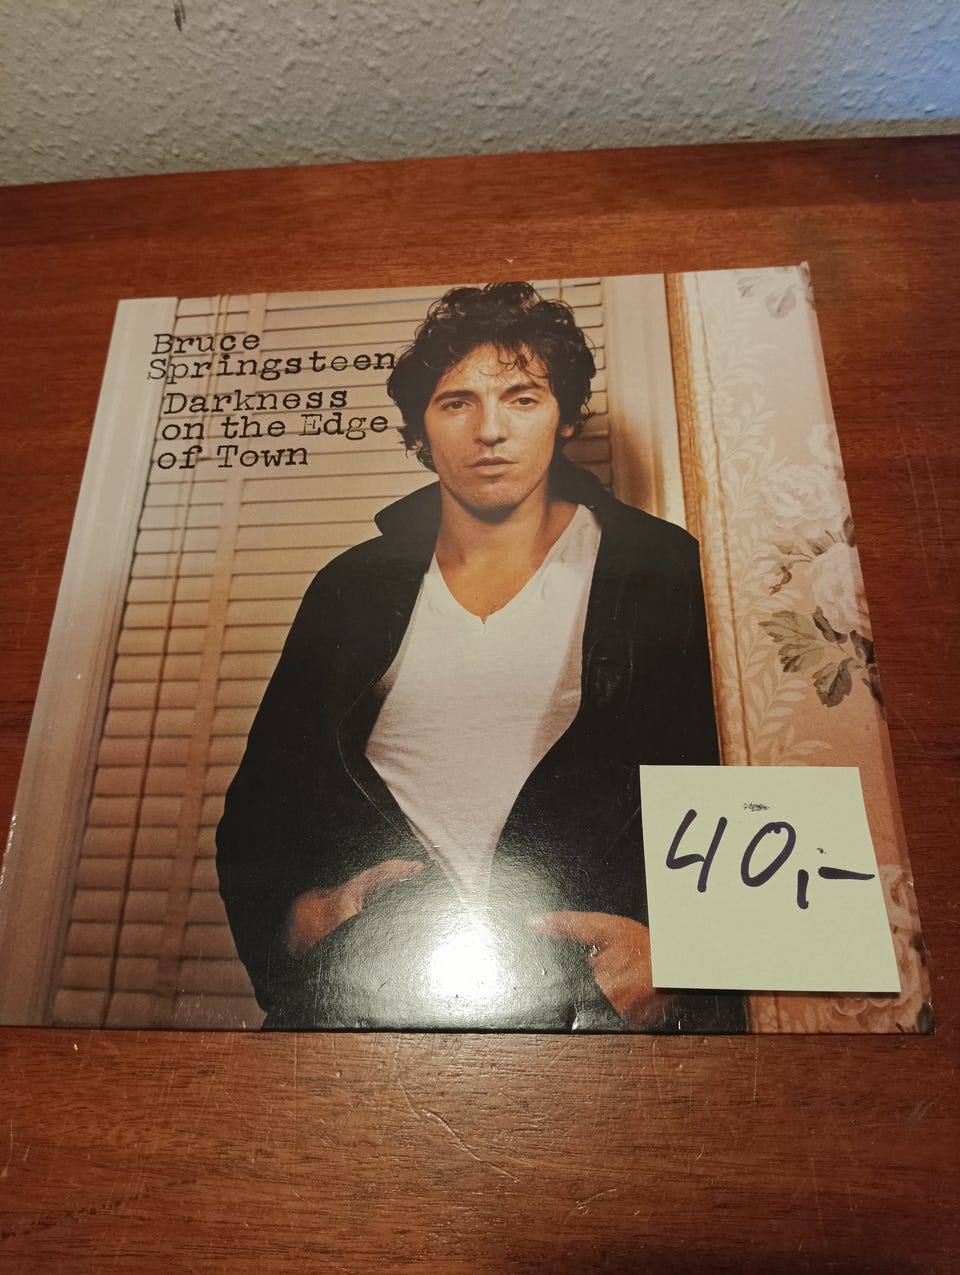 Bruce
Springsteen
Darkness
on the Edge
of Town
40,-